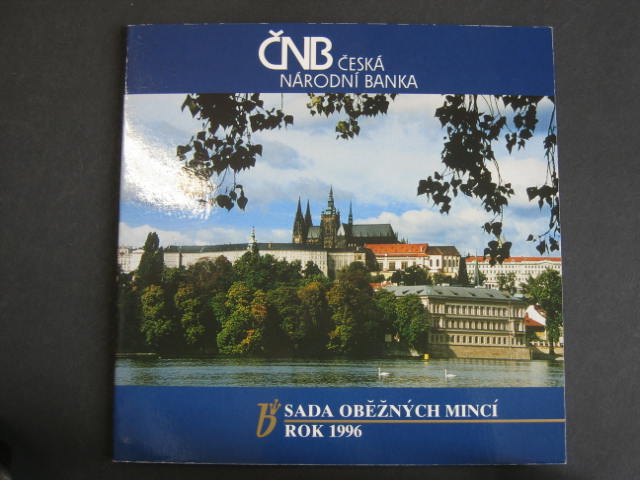 ČNB ČESKÁ
NÁRODNÍ BANKA
SADA OBĚŽNÝCH MINCÍ
ROK 1996